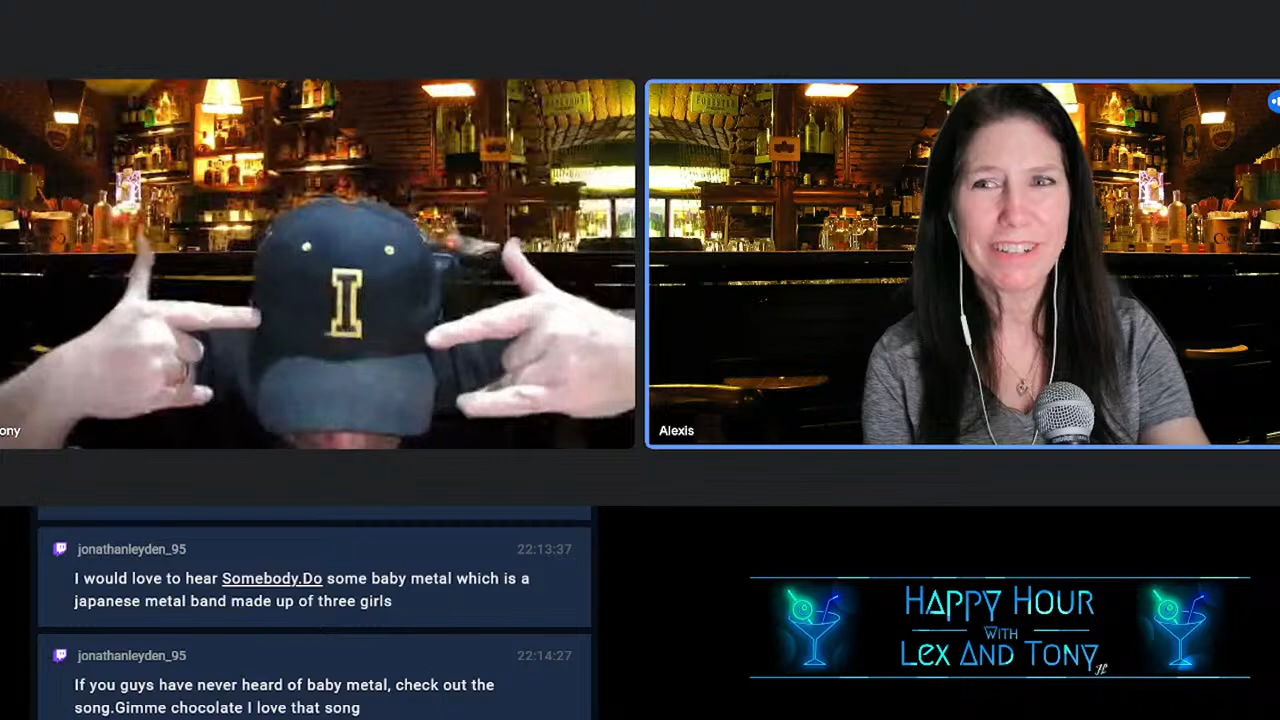 I
ony
Alexis
jonathanleyden_95
22:13:37
I would love to hear Somebody.Do some baby metal which is a
japanese metal band made up of three girls
jonathanleyden_95
22:14:27
If you guys have never heard of baby metal, check out the
song.Gimme chocolate I love that song
HAPPY HOUR
WITH
LEX AND TONY